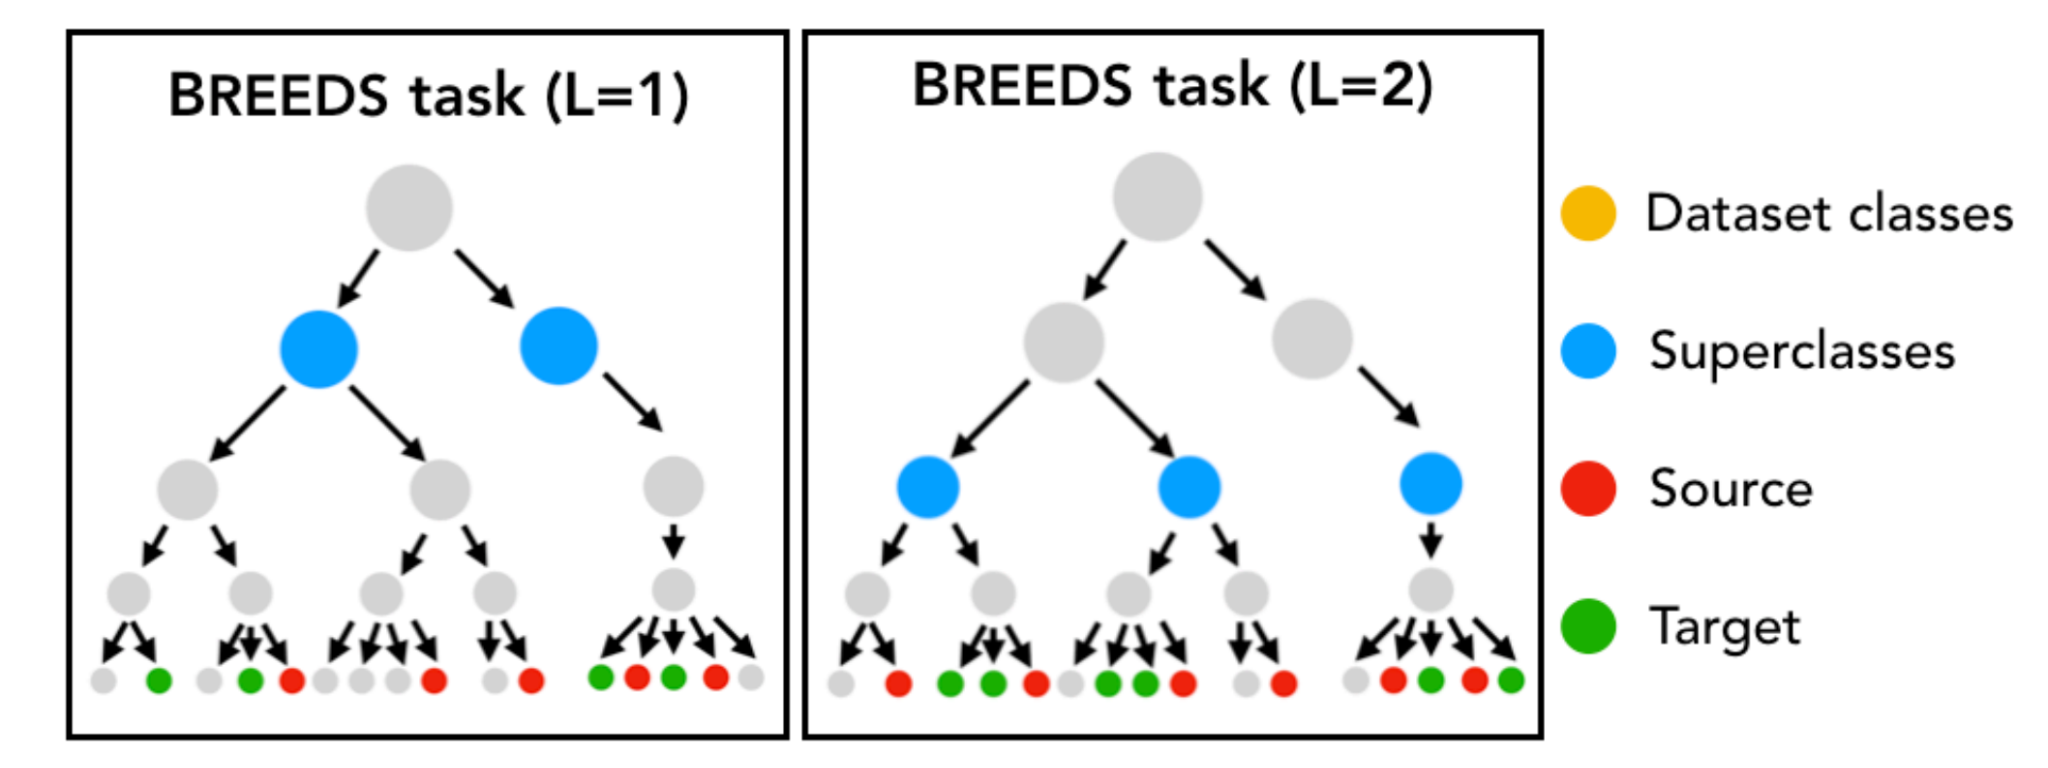 BREEDS task (L=1)
BREEDS task (L=2)
Dataset classes
Superclasses
Source
Target